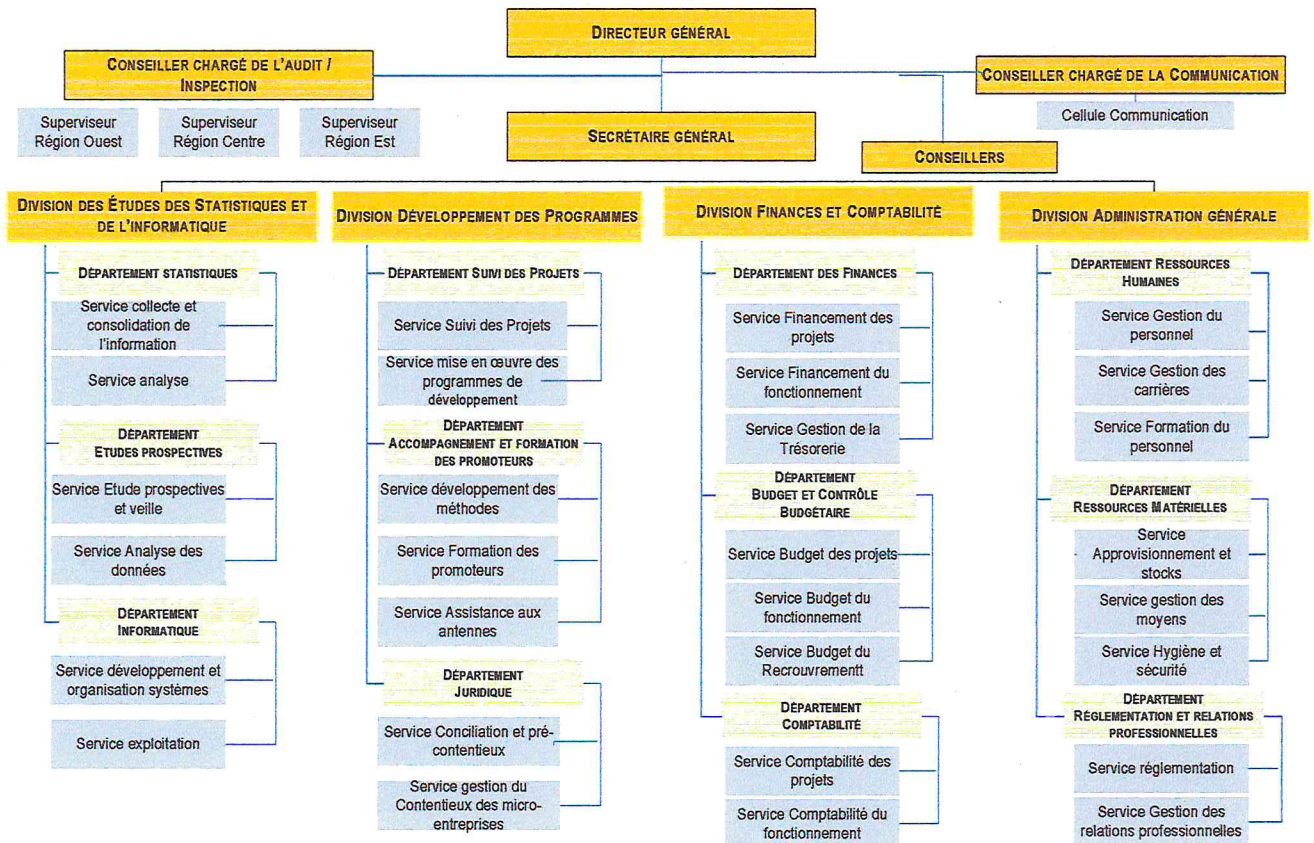 DIRECTEUR GÉNÉRAL
CONSEILLER CHARGÉ DE L'AUDIT /
INSPECTION
CONSEILLER CHARGÉ DE LA COMMUNICATION
Superviseur
Région Ouest
Superviseur
Région Centre
Superviseur
Région Est
SECRÉTAIRE GÉNÉRAL
Cellule Communication
CONSEILLERS
DIVISION DES ÉTUDES DES STATISTIQUES ET
DE L'INFORMATIQUE
DÉPARTEMENT STATISTIQUES
Service collecte et
consolidation de
l'information
Service analyse
DÉPARTEMENT
ETUDES PROSPECTIVES
Service Etude prospectives
et veille
Service Analyse des
données
DÉPARTEMENT
INFORMATIQUE
Service développement et
organisation systèmes
Service exploitation
DIVISION DÉVELOPPEMENT DES PROGRAMMES
DÉPARTEMENT SUIVI DES PROJETS
Service Suivi des Projets
Service mise en œuvre des
programmes de
développement
DÉPARTEMENT
ACCOMPAGNEMENT ET FORMATION
DES PROMOTEURS
Service développement des
méthodes
Service Formation des
promoteurs
Service Assistance aux
antennes
DÉPARTEMENT
JURIDIQUE
Service Conciliation et pré-
contentieux
Service gestion du
Contentieux des micro-
entreprises
DIVISION FINANCES ET COMPTABILITÉ
DÉPARTEMENT DES FINANCES
Service Financement des
projets
Service Financement du
fonctionnement
Service Gestion de la
Trésorerie
DÉPARTEMENT
BUDGET ET CONTRÔLE
BUDGÉTAIRE
Service Budget des projets
Service Budget du
fonctionnement
Service Budget du
Recrouvrementt
DÉPARTEMENT
COMPTABILITÉ
Service Comptabilité des
projets
Service Comptabilité du
fonctionnement
DIVISION ADMINISTRATION GÉNÉRALE
DÉPARTEMENT RESSOURCES
HUMAINES
Service Gestion du
personnel
Service Gestion des
carrières
Service Formation du
personnel
DÉPARTEMENT
RESSOURCES MATÉRIELLES
Service
Approvisionnement et
stocks
Service gestion des
moyens
Service Hygiène et
sécurité
DÉPARTEMENT
RÉGLEMENTATION ET RELATIONS
PROFESSIONNELLES
Service réglementation
Service Gestion des
relations professionnelles